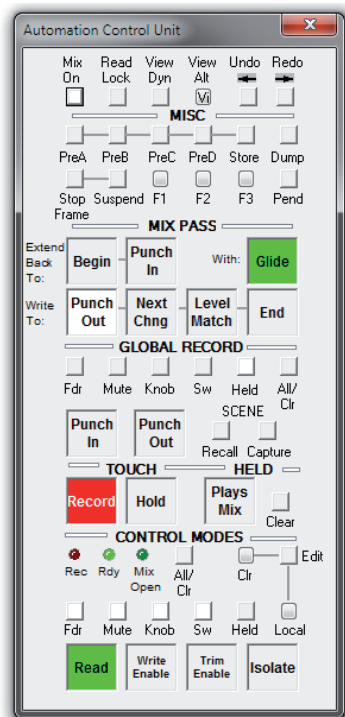 Automation Control Unit
Mix Read View View Undo Redo
On Lock Dyn Alt
Vi
MISC
PreA PreB PreC PreD Store Dump
Stop Suspend F1 F2 F3 Pend
Frame
MIX PASS
Extend Back To: Begin Punch In With: Glide
Write To: Punch Out Next Chng Level Match End
GLOBAL RECORD
Fdr Mute Knob Sw Held All/
Clr
SCENE
Punch In Punch Out Recall Capture
TOUCH HELD
Record Hold Plays Mix Clear
CONTROL MODES
Rec Rdy Mix Open All/Clr Clr Edit
Fdr Mute Knob Sw Held Local
Read Write Enable Trim Enable Isolate